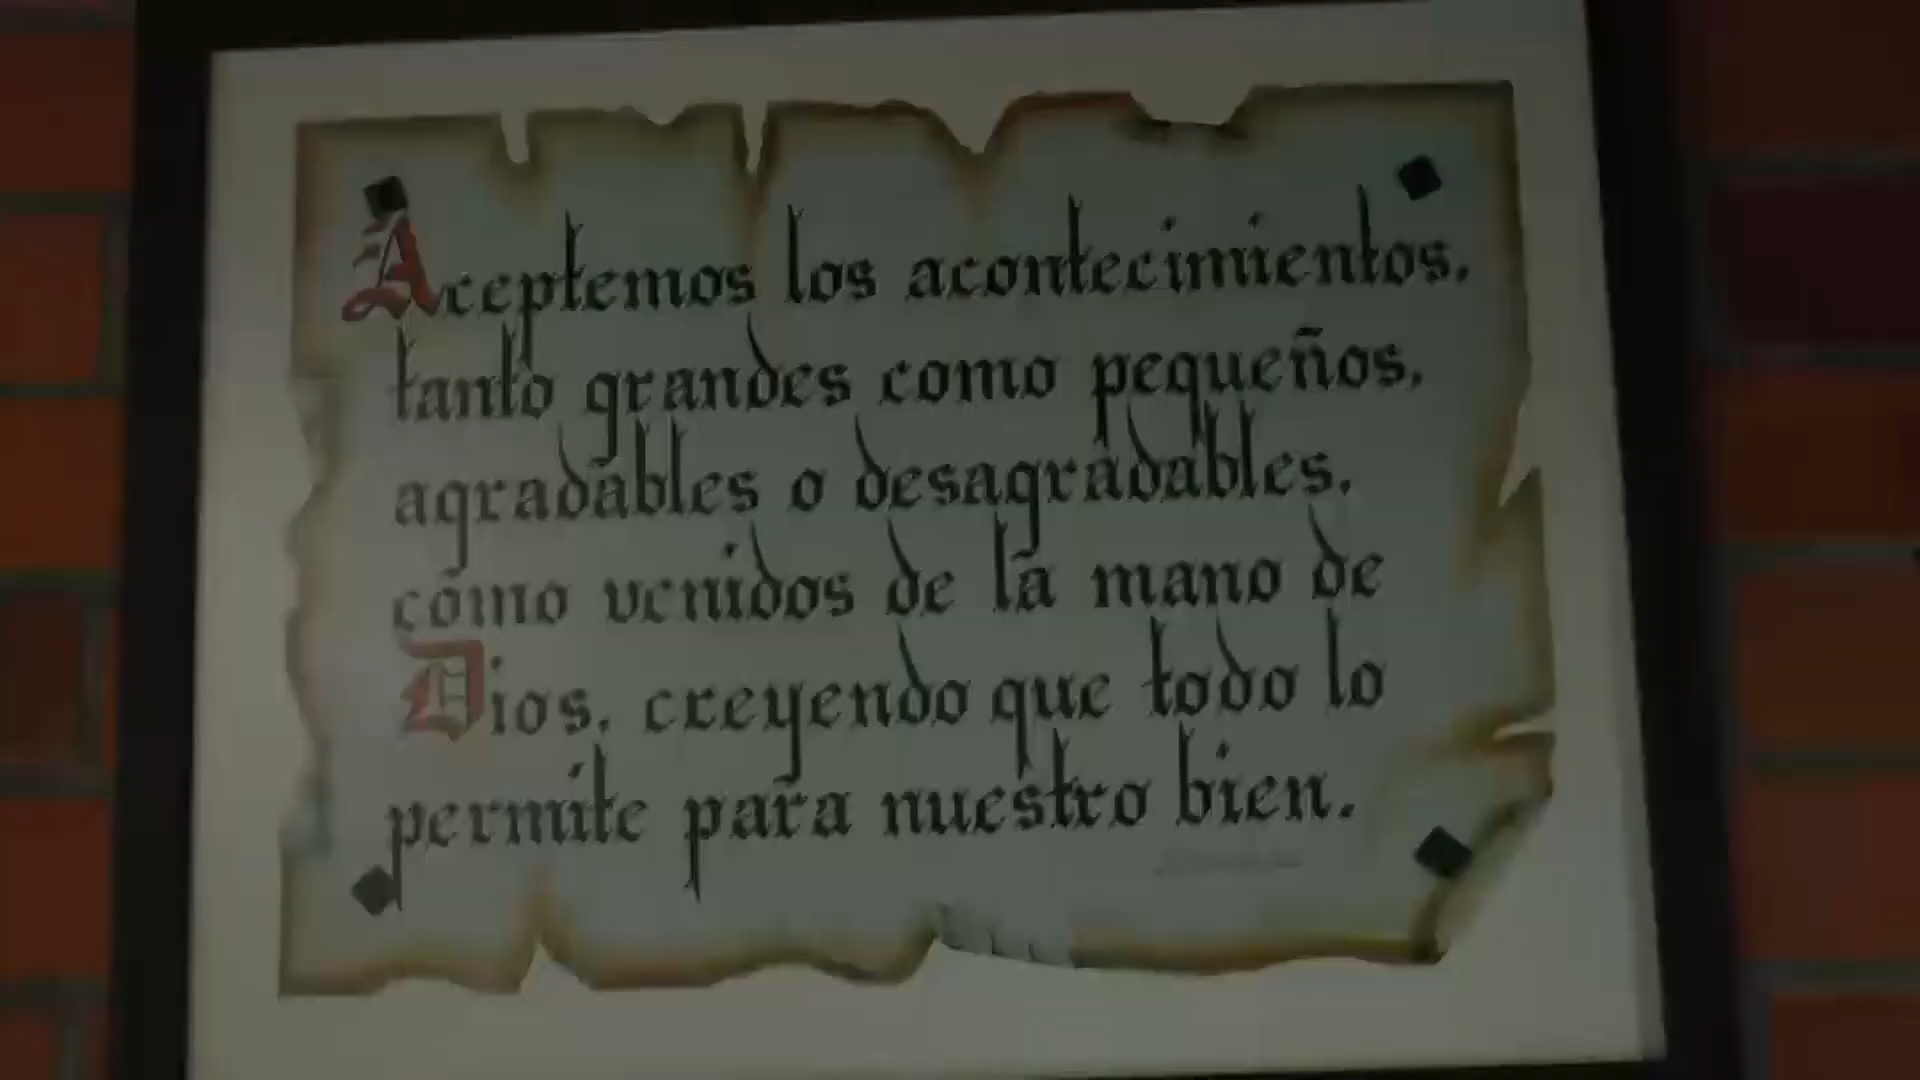 Aceptemos los acontecimientos,
tanto grandes como pequeños,
agradables o desagradables,
como venidos de la mano de
Dios, creyendo que todo lo
permite para nuestro bien.